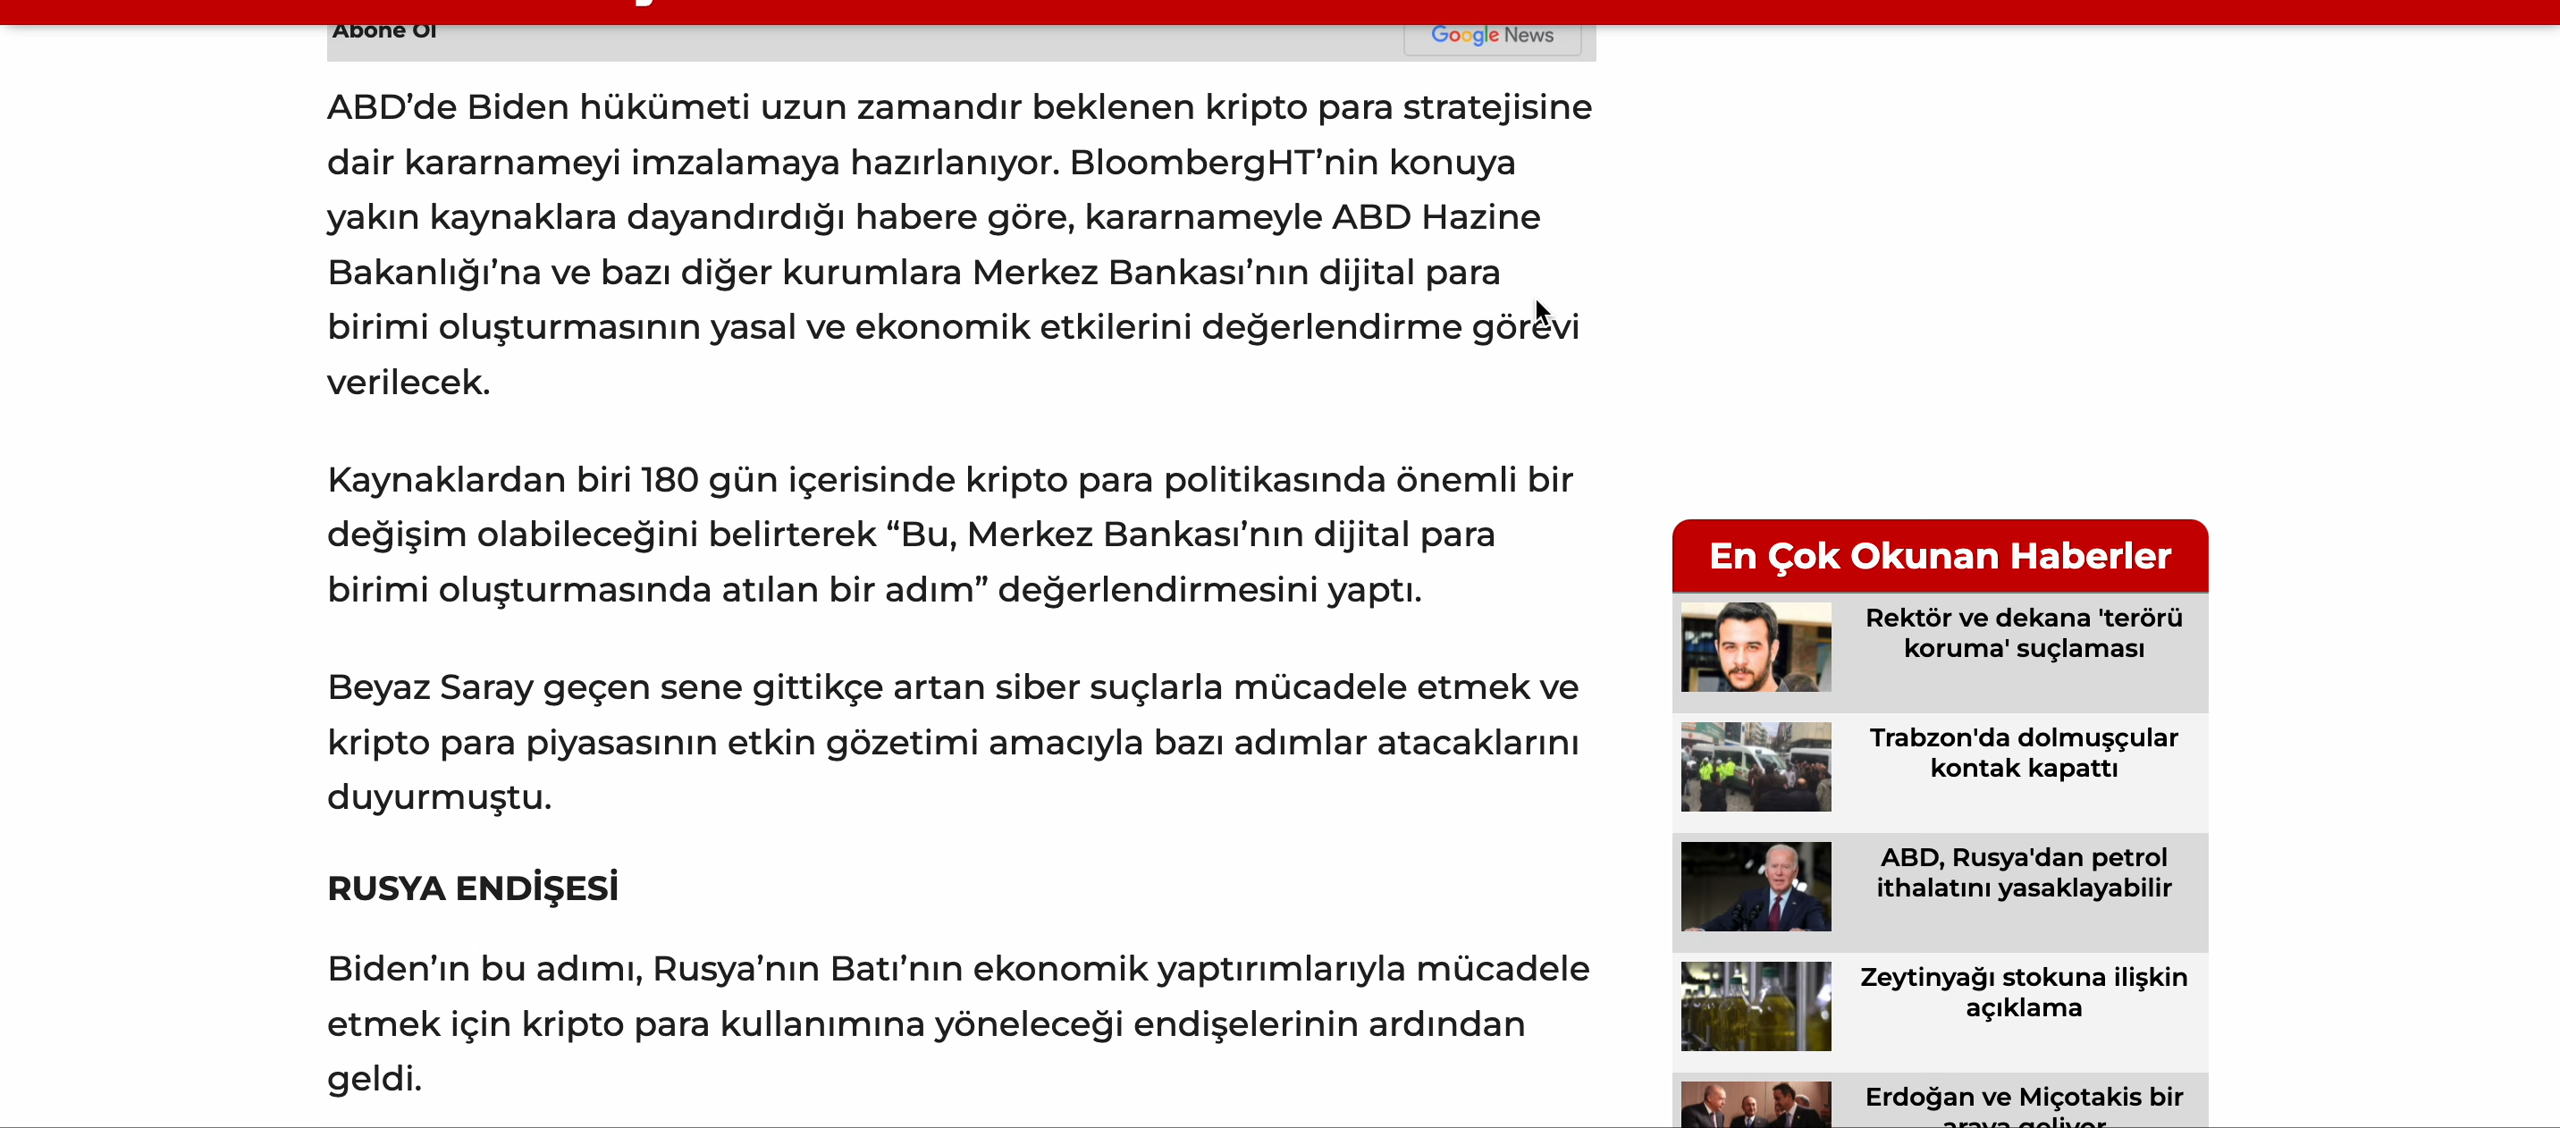 Abone Ol
Google News
ABD’de Biden hükümeti uzun zamandır beklenen kripto para stratejisine
dair kararnameyi imzalamaya hazırlanıyor. BloombergHT’nin konuya
yakın kaynaklara dayandırdığı habere göre, kararnameyle ABD Hazine
Bakanlığı’na ve bazı diğer kurumlara Merkez Bankası’nın dijital para
birimi oluşturmasının yasal ve ekonomik etkilerini değerlendirme görevi
verilecek.
Kaynaklardan biri 180 gün içerisinde kripto para politikasında önemli bir
değişim olabileceğini belirterek “Bu, Merkez Bankası’nın dijital para
birimi oluşturmasında atılan bir adım” değerlendirmesini yaptı.
Beyaz Saray geçen sene gittikçe artan siber suçlarla mücadele etmek ve
kripto para piyasasının etkin gözetimi amacıyla bazı adımlar atacaklarını
duyurmuştu.
RUSYA ENDİŞESİ
Biden’ın bu adımı, Rusya’nın Batı’nın ekonomik yaptırımlarıyla mücadele
etmek için kripto para kullanımına yöneleceği endişelerinin ardından
geldi.
En Çok Okunan Haberler
Rektör ve dekana 'terörü
koruma' suçlaması
Trabzon'da dolmuşçular
kontak kapattı
ABD, Rusya'dan petrol
ithalatını yasaklayabilir
Zeytinyağı stokuna ilişkin
açıklama
Erdoğan ve Miçotakis bir
araya geliyor